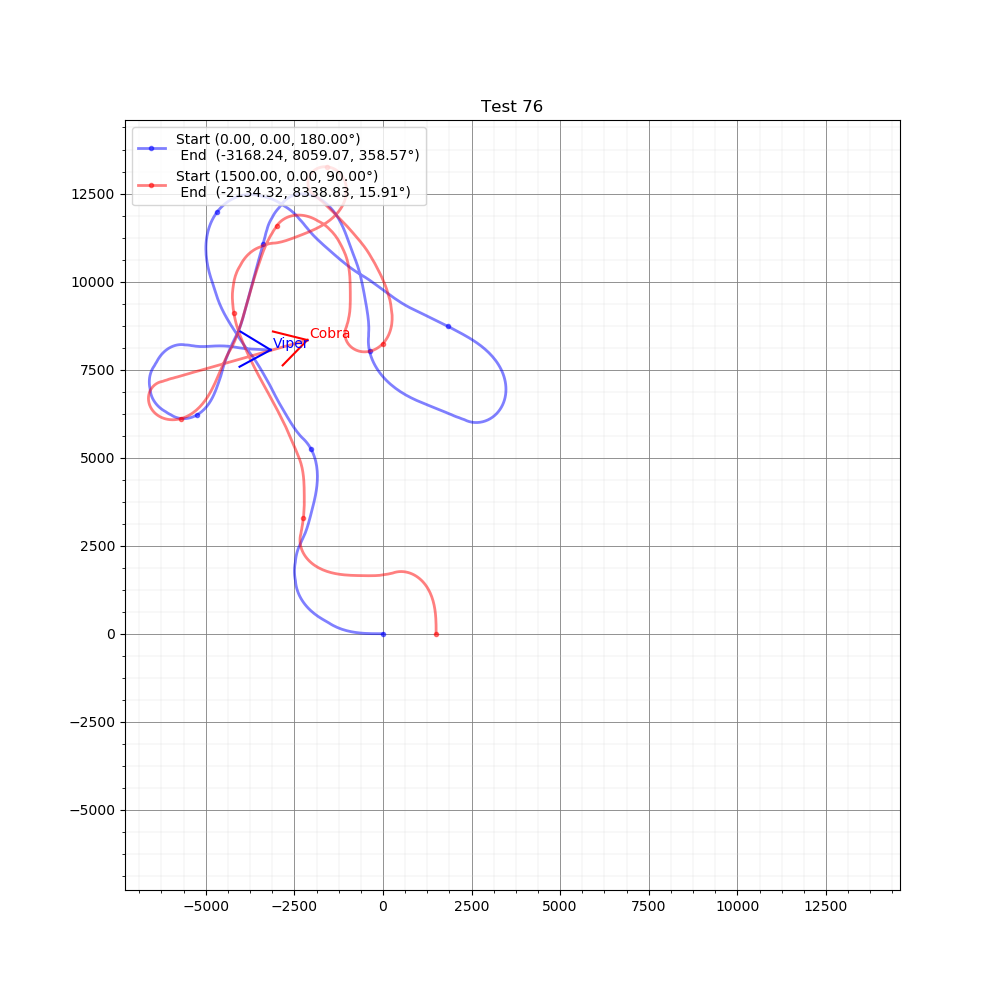 Test 76
Start (0.00, 0.00, 180.00°)
End (-3168.24, 8059.07, 358.57°)
Start (1500.00, 0.00, 90.00°)
End (-2134.32, 8338.83, 15.91°)
12500
10000
7500
5000
2500
0
−2500
−5000
Cobra
Viper
−5000 −2500 0 2500 5000 7500 10000 12500